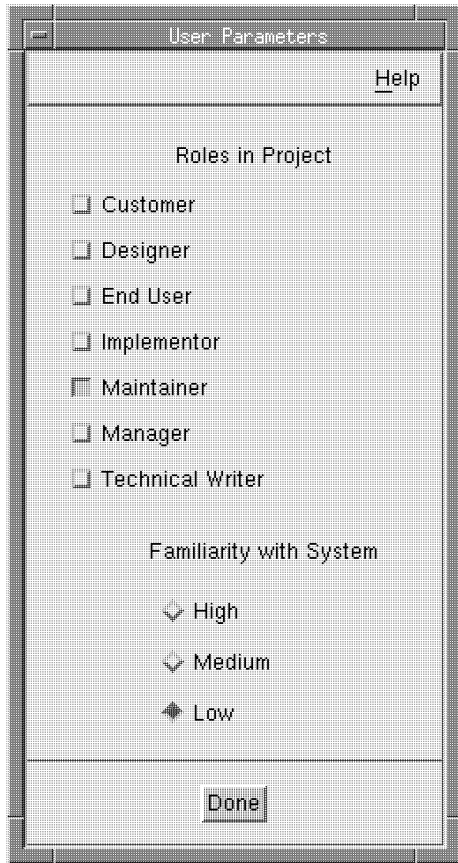 User Parameters
Help
Roles in Project
Customer
Designer
End User
Implementor
Maintainer
Manager
Technical Writer
Familiarity with System
High
Medium
Low
Done